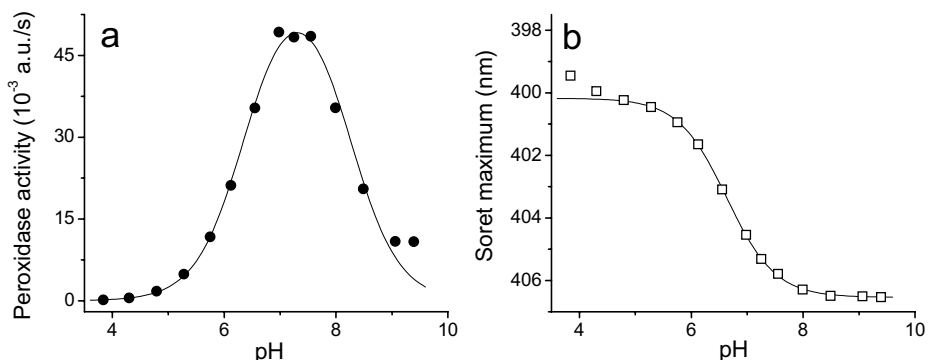 a
Peroxidase activity (10⁻³ a.u./s)
45
30
15
0
4
6
8
10
pH
b
Soret maximum (nm)
398
400
402
404
406
4
6
8
10
pH